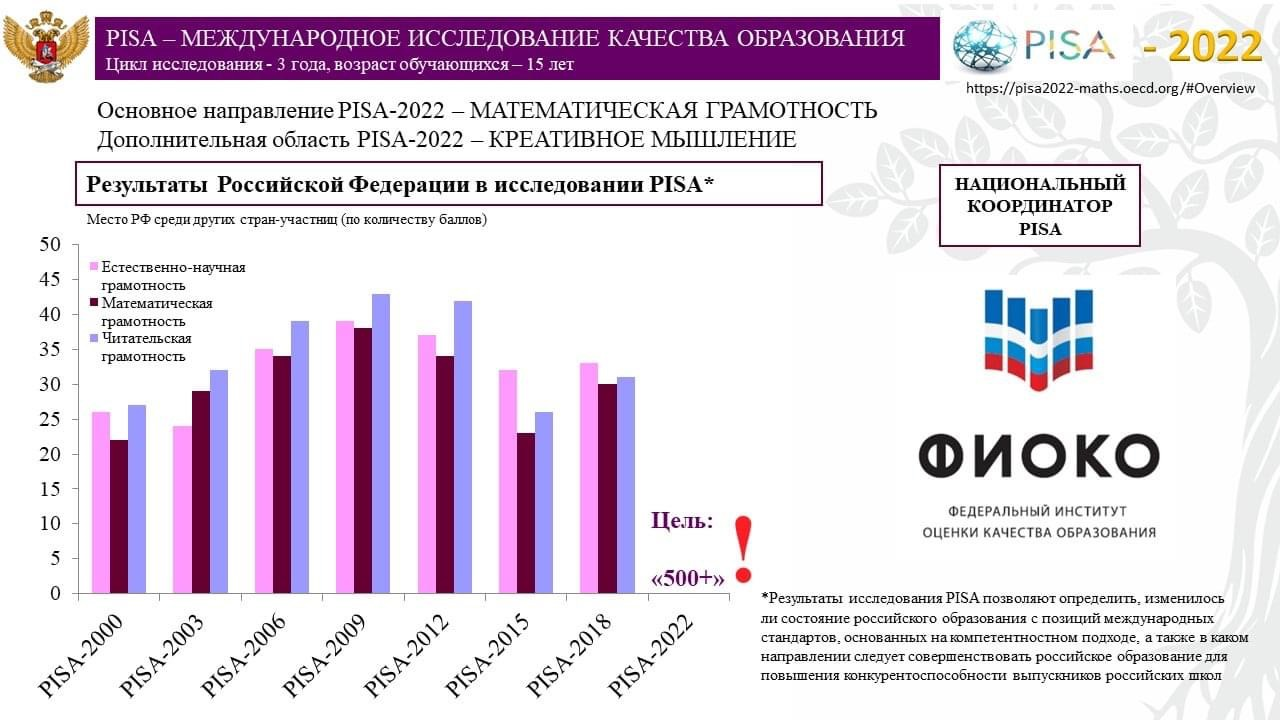 PISA – МЕЖДУНАРОДНОЕ ИССЛЕДОВАНИЕ КАЧЕСТВА ОБРАЗОВАНИЯ
Цикл исследования - 3 года, возраст обучающихся – 15 лет
PISA - 2022
https://pisa2022-maths.oecd.org/#Overview
Основное направление PISA-2022 – МАТЕМАТИЧЕСКАЯ ГРАМОТНОСТЬ
Дополнительная область PISA-2022 – КРЕАТИВНОЕ МЫШЛЕНИЕ
Результаты Российской Федерации в исследовании PISA*
Место РФ среди других стран-участниц (по количеству баллов)
50
45
40
35
30
25
20
15
10
5
0
Естественно-научная
грамотность
Математическая
грамотность
Читательская
грамотность
Цель:
«500+»
!
PISA-2000
PISA-2003
PISA-2006
PISA-2009
PISA-2012
PISA-2015
PISA-2018
PISA-2022
НАЦИОНАЛЬНЫЙ
КООРДИНАТОР
PISA
ФИОКО
ФЕДЕРАЛЬНЫЙ ИНСТИТУТ
ОЦЕНКИ КАЧЕСТВА ОБРАЗОВАНИЯ
*Результаты исследования PISA позволяют определить, изменилось
ли состояние российского образования с позиций международных
стандартов, основанных на компетентностном подходе, а также в каком
направлении следует совершенствовать российское образование для
повышения конкурентоспособности выпускников российских школ